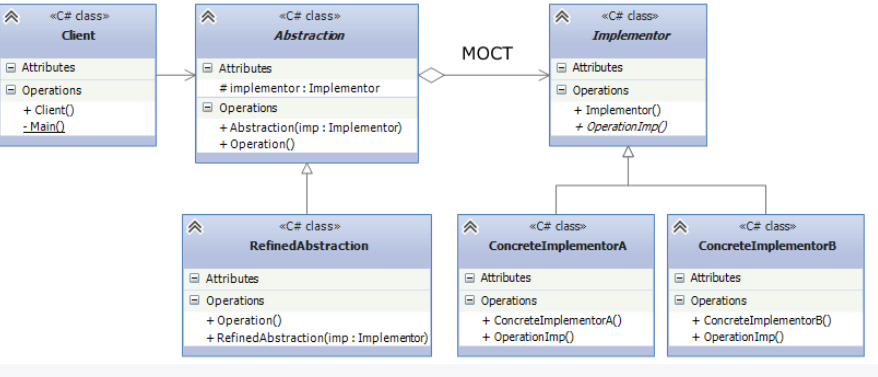 «C# class»
Client
Attributes
Operations
+ Client()
- Main()
«C# class»
Abstraction
Attributes
# implementor : Implementor
Operations
+ Abstraction(imp : Implementor)
+ Operation()
МОСТ
«C# class»
Implementor
Attributes
Operations
+ Implementor()
+ OperationImp()
«C# class»
RefinedAbstraction
Attributes
Operations
+ Operation()
+ RefinedAbstraction(imp : Implementor)
«C# class»
ConcreteImplementorA
Attributes
Operations
+ ConcreteImplementorA()
+ OperationImp()
«C# class»
ConcreteImplementorB
Attributes
Operations
+ ConcreteImplementorB()
+ OperationImp()